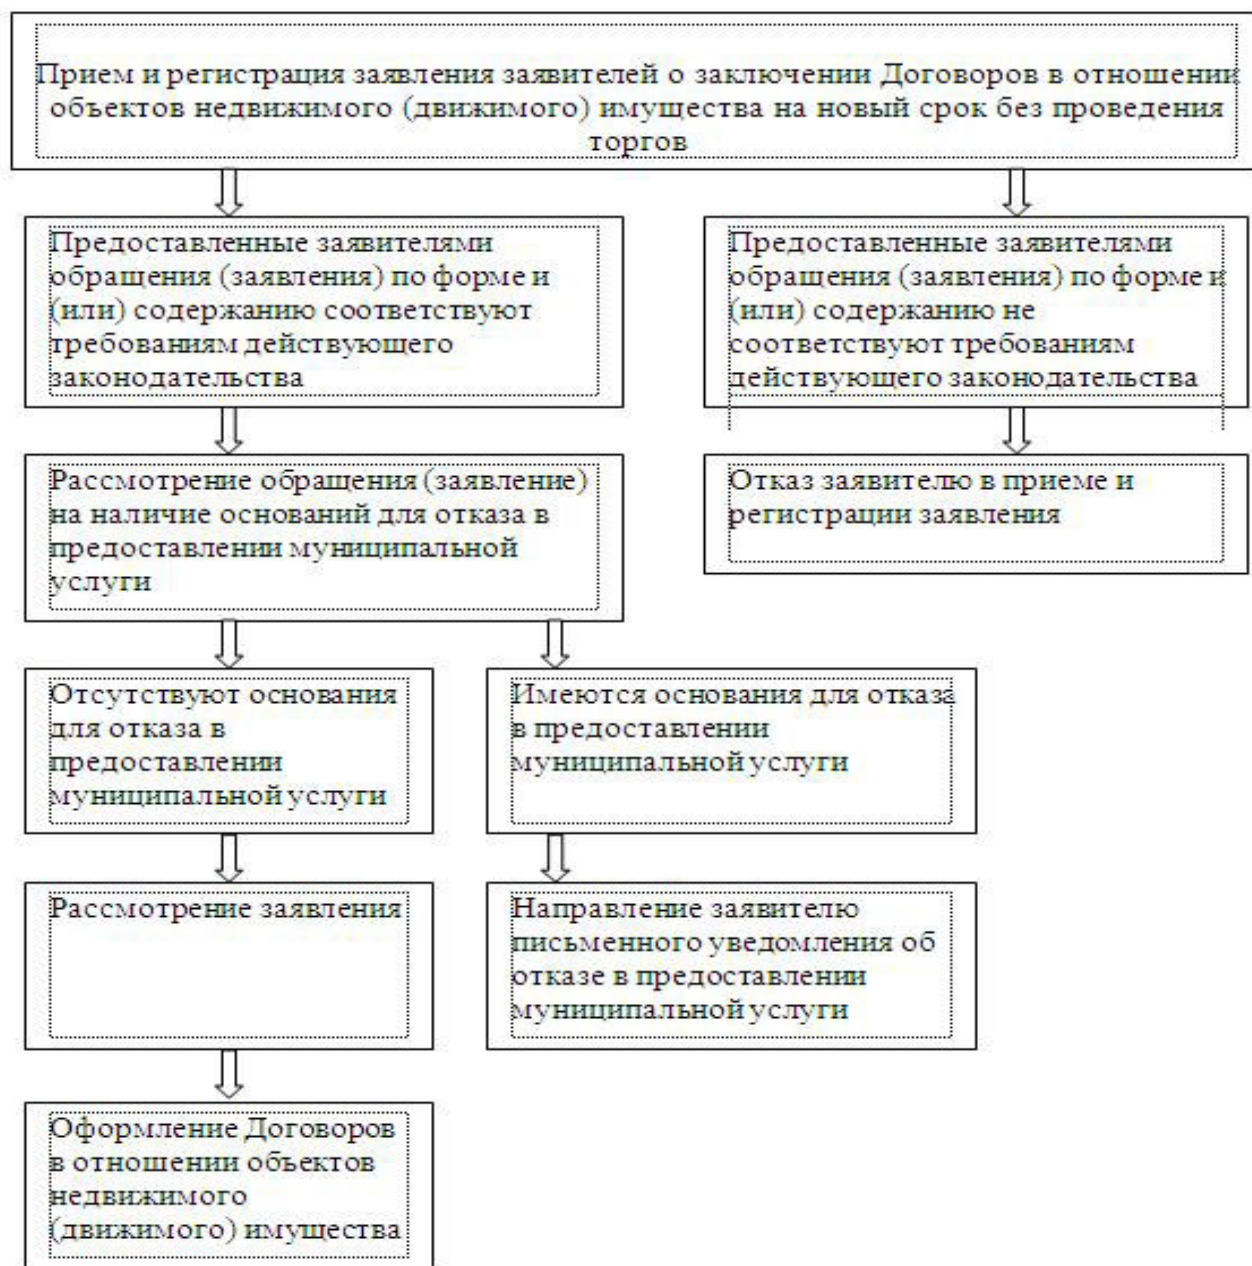 Прием и регистрация заявления заявителей о заключении Договоров в отношении
объектов недвижимого (движимого) имущества на новый срок без проведения
торгов
Предоставленные заявителями
обращения (заявления) по форме и
(или) содержанию соответствуют
требованиям действующего
законодательства
Предоставленные заявителями
обращения (заявления) по форме и
(или) содержанию не
соответствуют требованиям
действующего законодательства
Рассмотрение обращения (заявление)
на наличие оснований для отказа в
предоставлении муниципальной
услуги
Отказ заявителю в приеме и
регистрации заявления
Отсутствуют основания
для отказа в
предоставлении
муниципальной услуги
Имеются основания для отказа
в предоставлении
муниципальной услуги
Рассмотрение заявления
Направление заявителю
письменного уведомления об
отказе в предоставлении
муниципальной услуги
Оформление Договоров
в отношении объектов
недвижимого
(движимого) имущества